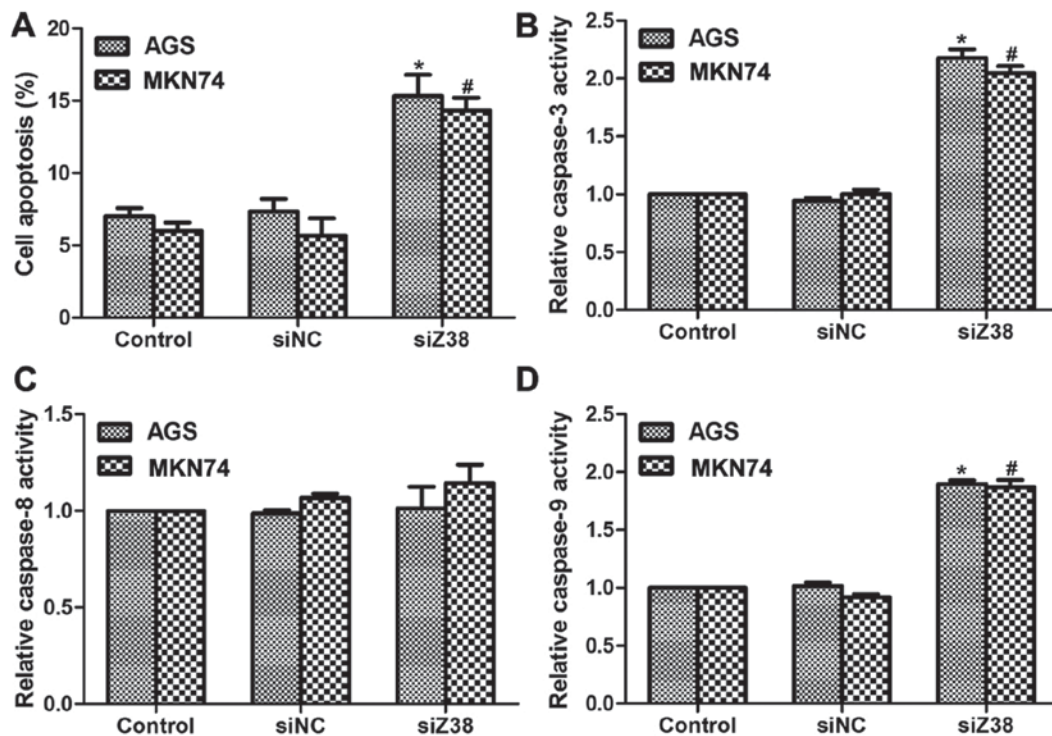 A
Cell apoptosis (%)
20
15
10
5
0
AGS
MKN74
*
#
Control siNC siZ38
B
Relative caspase-3 activity
2.5
2.0
1.5
1.0
0.5
0.0
AGS
MKN74
*
#
Control siNC siZ38
C
Relative caspase-8 activity
1.5
1.0
0.5
0.0
AGS
MKN74
Control siNC siZ38
D
Relative caspase-9 activity
2.5
2.0
1.5
1.0
0.5
0.0
AGS
MKN74
*
#
Control siNC siZ38